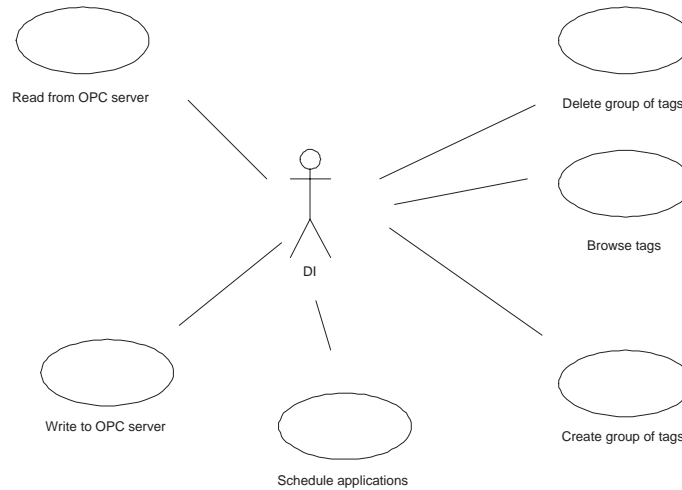 Read from OPC server
Delete group of tags
Browse tags
DI
Write to OPC server
Create group of tags
Schedule applications